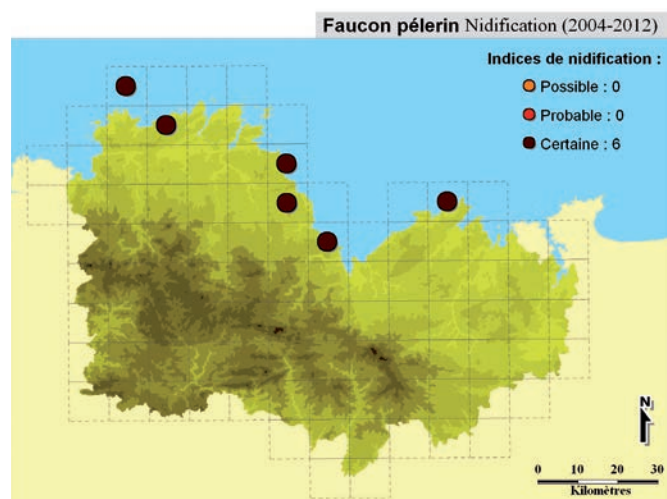 Faucon pélerin Nidification (2004-2012)
Indices de nidification :
Possible : 0
Probable : 0
Certaine : 6
N
0 10 20 30
Kilomètres